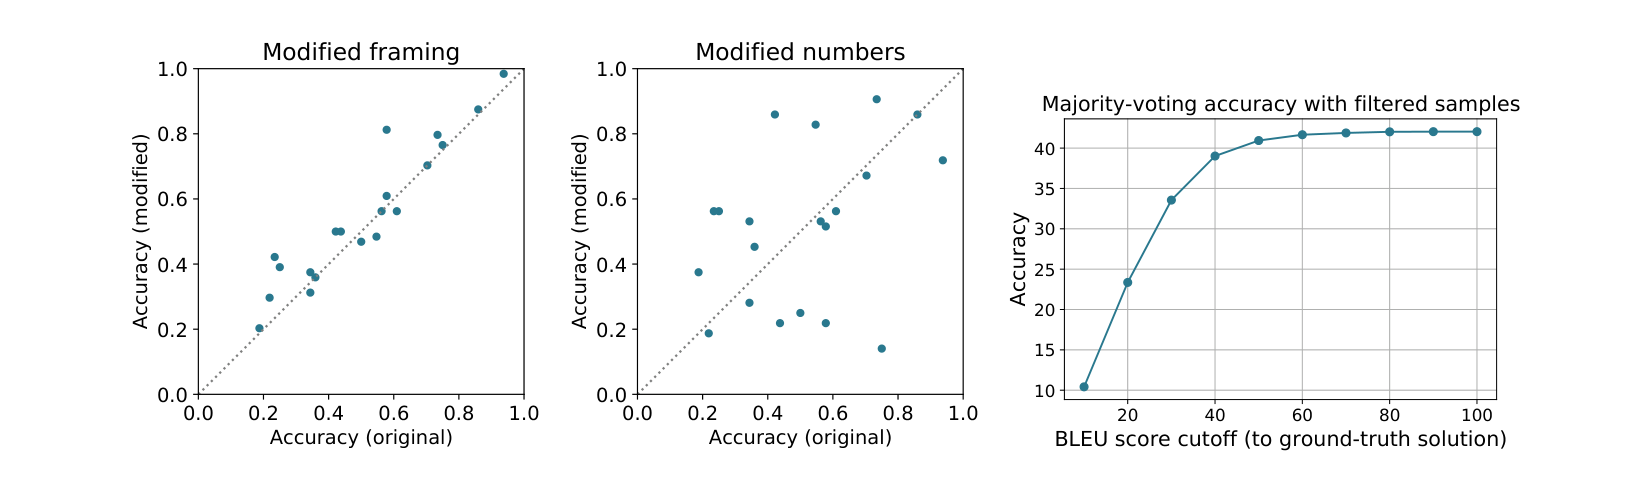 Modified framing
1.0
0.8
0.6
0.4
0.2
0.0
Accuracy (modified)
0.0 0.2 0.4 0.6 0.8 1.0
Accuracy (original)
Modified numbers
1.0
0.8
0.6
0.4
0.2
0.0
Accuracy (modified)
0.0 0.2 0.4 0.6 0.8 1.0
Accuracy (original)
Majority-voting accuracy with filtered samples
40
35
30
25
20
15
10
Accuracy
20 40 60 80 100
BLEU score cutoff (to ground-truth solution)